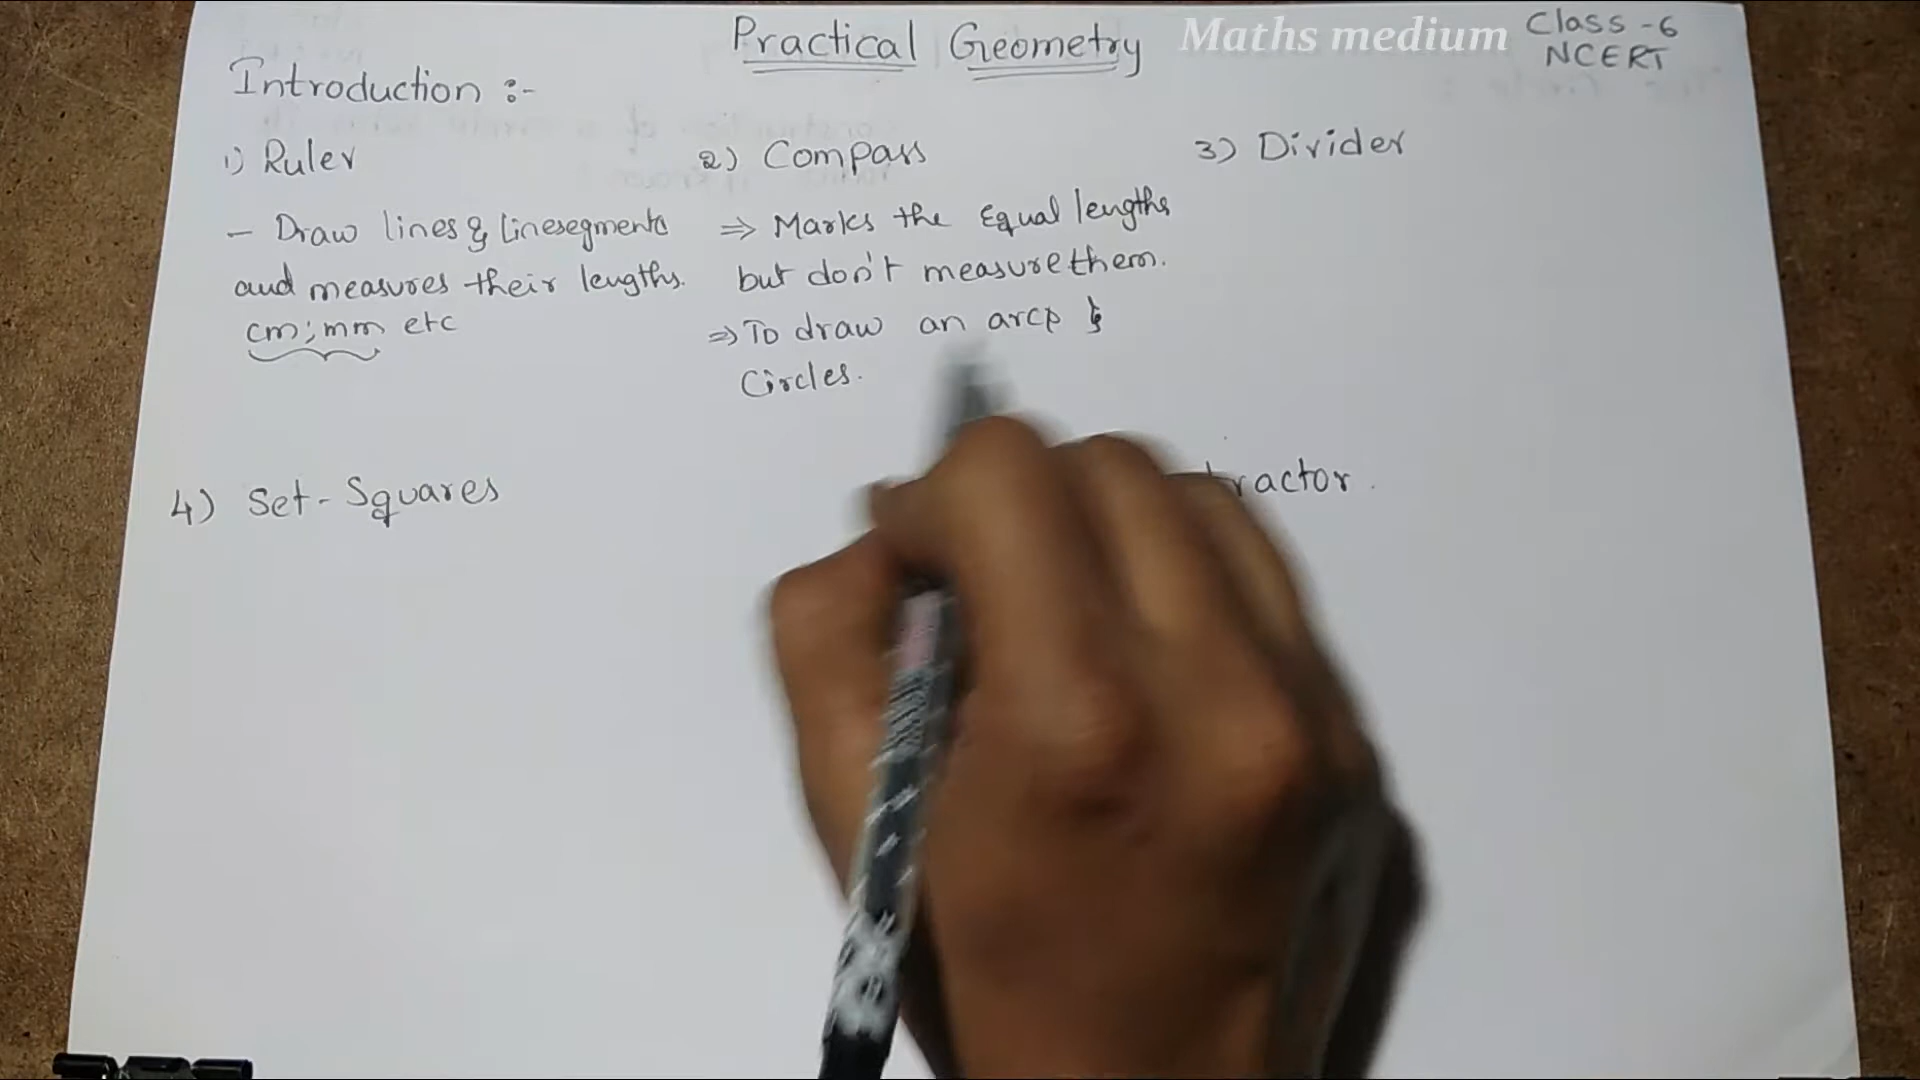 Practical Geometry
Maths medium
Class -6
NCERT
Introduction :-
1) Ruler
- Draw lines & linesegments
and measures their lengths.
cm; mm etc
2) Compass
⇒ Marks the Equal lengths
but don't measure them.
⇒ To draw an arcs &
Circles.
3) Divider
4) Set-Squares
tractor.